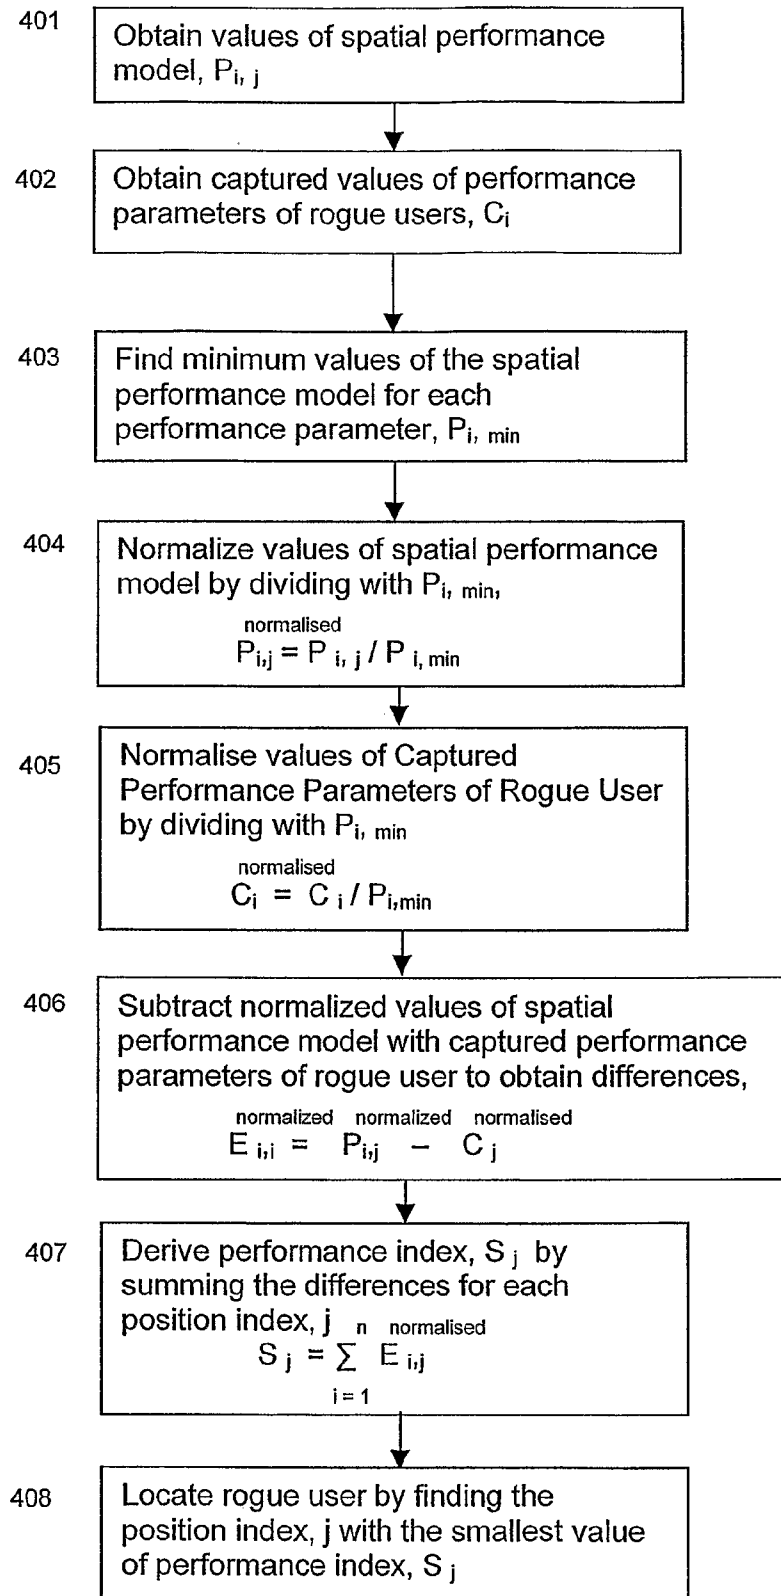 401
Obtain values of spatial performance
model, Pi, j
402
Obtain captured values of performance
parameters of rogue users, Ci
403
Find minimum values of the spatial
performance model for each
performance parameter, Pi, min
404
Normalize values of spatial performance
model by dividing with Pi, min,
normalised
Pi,j = P i, j / P i, min
405
Normalise values of Captured
Performance Parameters of Rogue User
by dividing with Pi, min
normalised
Ci = C i / Pi,min
406
Subtract normalized values of spatial
performance model with captured performance
parameters of rogue user to obtain differences,
normalized normalized normalised
E i,i = Pi,j – C j
407
Derive performance index, S j by
summing the differences for each
position index, j n normalised
S j = ∑ E i,j
i = 1
408
Locate rogue user by finding the
position index, j with the smallest value
of performance index, S j